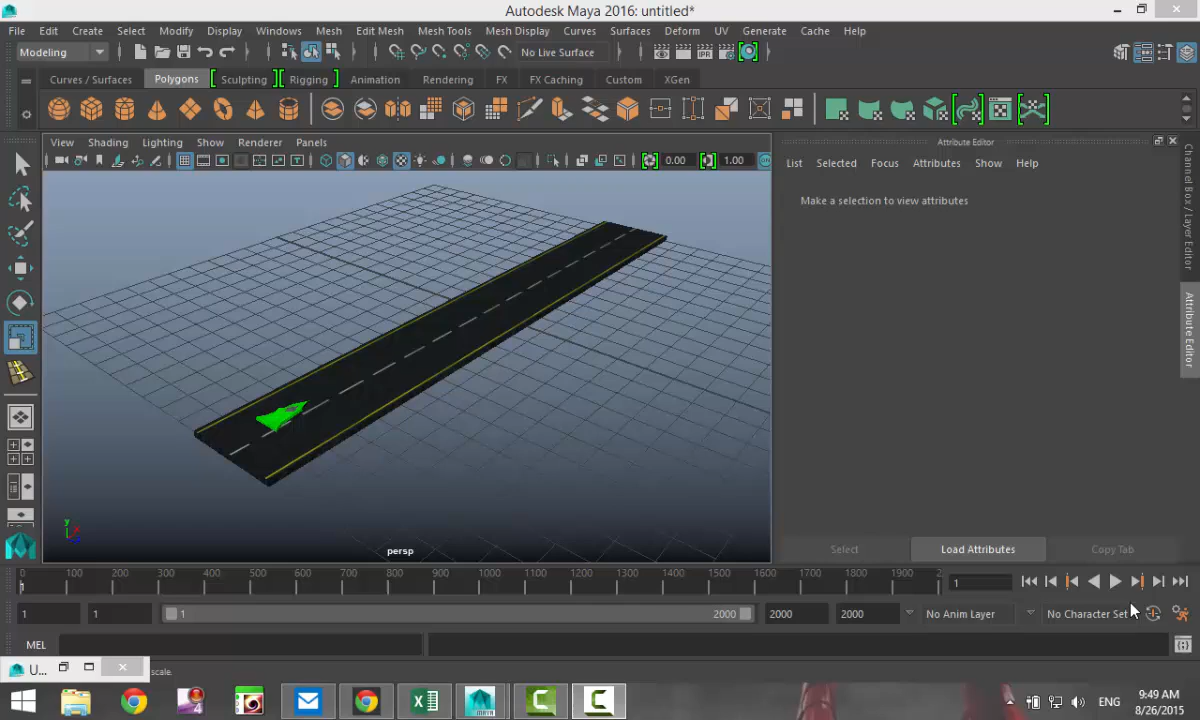 Autodesk Maya 2016: untitled*
File Edit Create Select Modify Display Windows Mesh Edit Mesh Mesh Tools Mesh Display Curves Surfaces Deform UV Generate Cache Help
Modeling No Live Surface
Curves / Surfaces Polygons Sculpting Rigging Animation Rendering FX FX Caching Custom XGen
View Shading Lighting Show Renderer Panels
0.00 1.00
Attribute Editor
List Selected Focus Attributes Show Help
Make a selection to view attributes
Channel Box / Layer Editor
Attribute Editor
y
persp
Select Load Attributes Copy Tab
0 100 200 300 400 500 600 700 800 900 1000 1100 1200 1300 1400 1500 1600 1700 1800 1900 2
1
1 1 1 2000 2000 2000 No Anim Layer No Character Set
MEL
U... scale.
IPR
MAYA
4
ENG
9:49 AM
8/26/2015